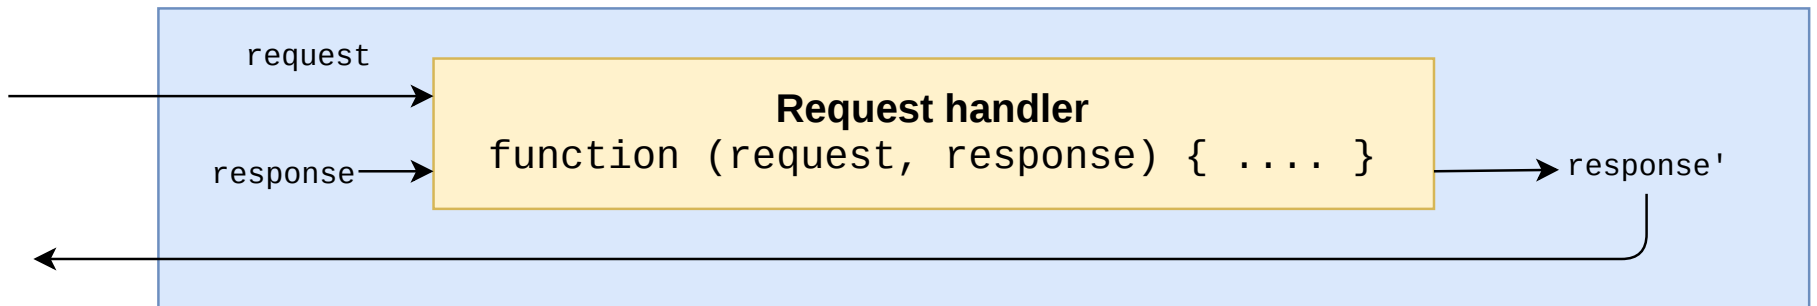 request
Request handler
function (request, response) { .... }
response
response'